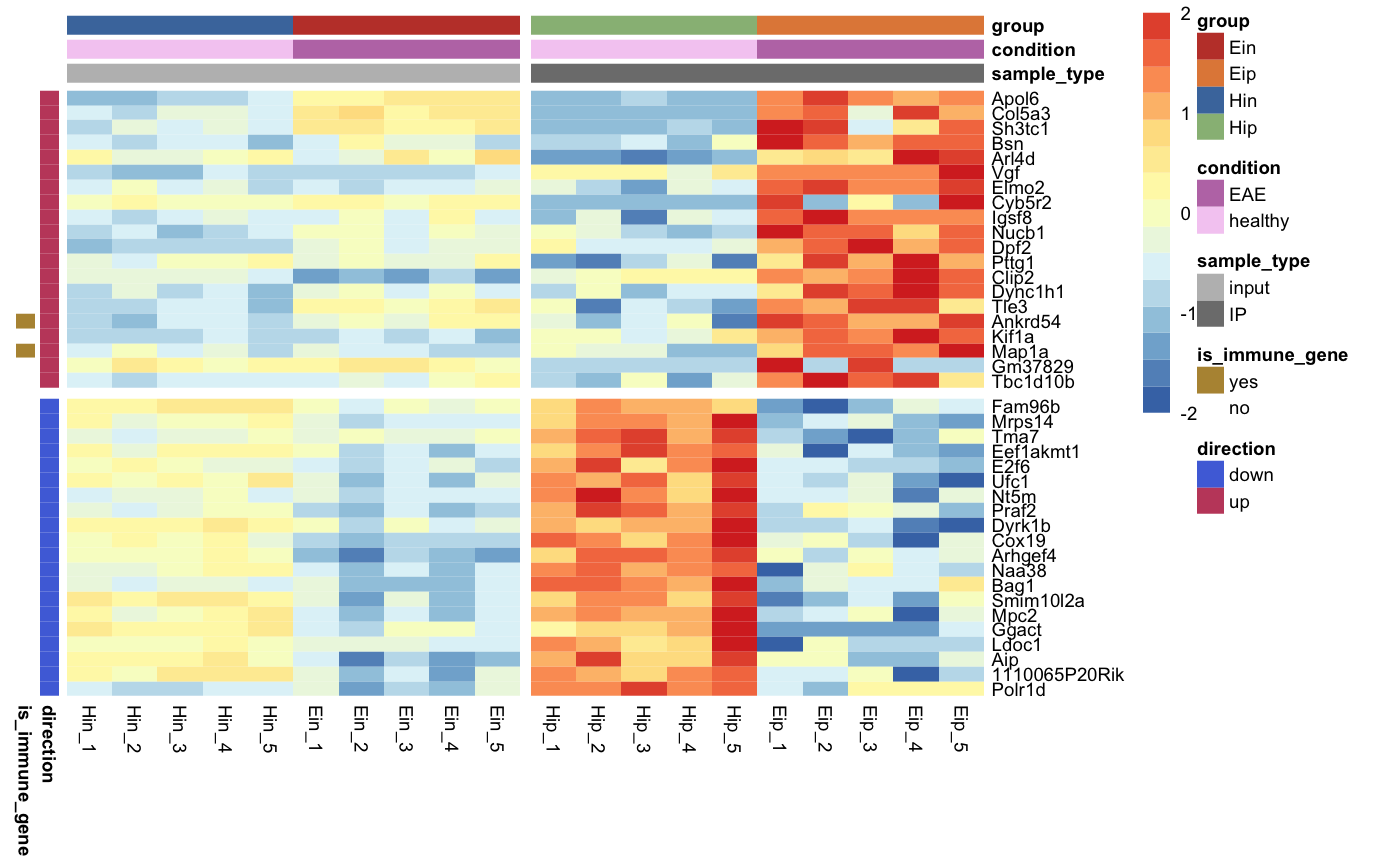 group
condition
sample_type
Apol6
Col5a3
Sh3tc1
Bsn
Arl4d
Vgf
Elmo2
Cyb5r2
Igsf8
Nucb1
Dpf2
Pttg1
Clip2
Dync1h1
Tle3
Ankrd54
Kif1a
Map1a
Gm37829
Tbc1d10b
Fam96b
Mrps14
Tma7
Eef1akmt1
E2f6
Ufc1
Nt5m
Praf2
Dyrk1b
Cox19
Arhgef4
Naa38
Bag1
Smim10l2a
Mpc2
Ggact
Ldoc1
Aip
1110065P20Rik
Polr1d
is_immune_gene
direction
Hin_1
Hin_2
Hin_3
Hin_4
Hin_5
Ein_1
Ein_2
Ein_3
Ein_4
Ein_5
Hip_1
Hip_2
Hip_3
Hip_4
Hip_5
Eip_1
Eip_2
Eip_3
Eip_4
Eip_5
2
1
0
-1
-2
group
Ein
Eip
Hin
Hip
condition
EAE
healthy
sample_type
input
IP
is_immune_gene
yes
no
direction
down
up